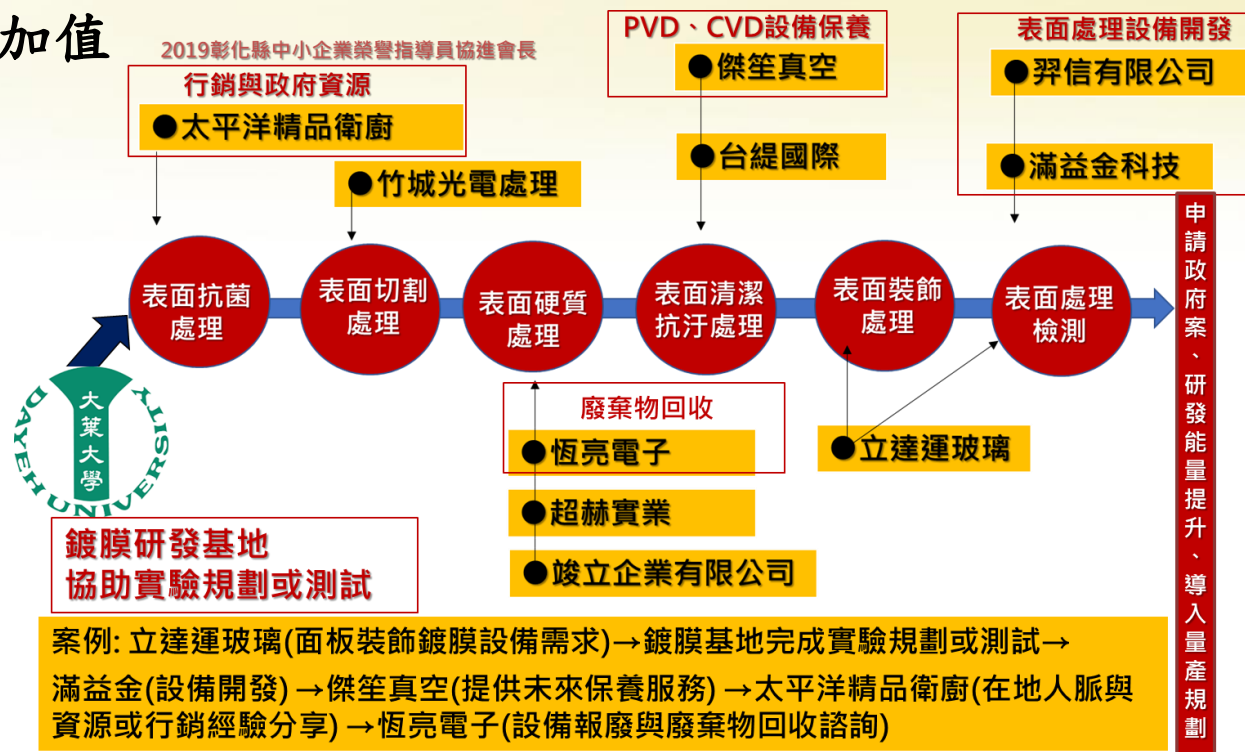 加值
2019彰化縣中小企業榮譽指導員協進會長
行銷與政府資源
●太平洋精品衛廚
●竹城光電處理
PVD、CVD設備保養
●傑笙真空
●台緹國際
表面處理設備開發
●羿信有限公司
●滿益金科技
表面抗菌
處理
表面切割
處理
表面硬質
處理
表面清潔
抗汙處理
表面裝飾
處理
表面處理
檢測
申請政府案、研發能量提升、導入量產規劃
大葉大學
DAYEH UNIVERSITY
廢棄物回收
●恆亮電子
●超赫實業
●竣立企業有限公司
●立達運玻璃
鍍膜研發基地
協助實驗規劃或測試
案例: 立達運玻璃(面板裝飾鍍膜設備需求)→鍍膜基地完成實驗規劃或測試→
滿益金(設備開發) →傑笙真空(提供未來保養服務) →太平洋精品衛廚(在地人脈與
資源或行銷經驗分享) →恆亮電子(設備報廢與廢棄物回收諮詢)